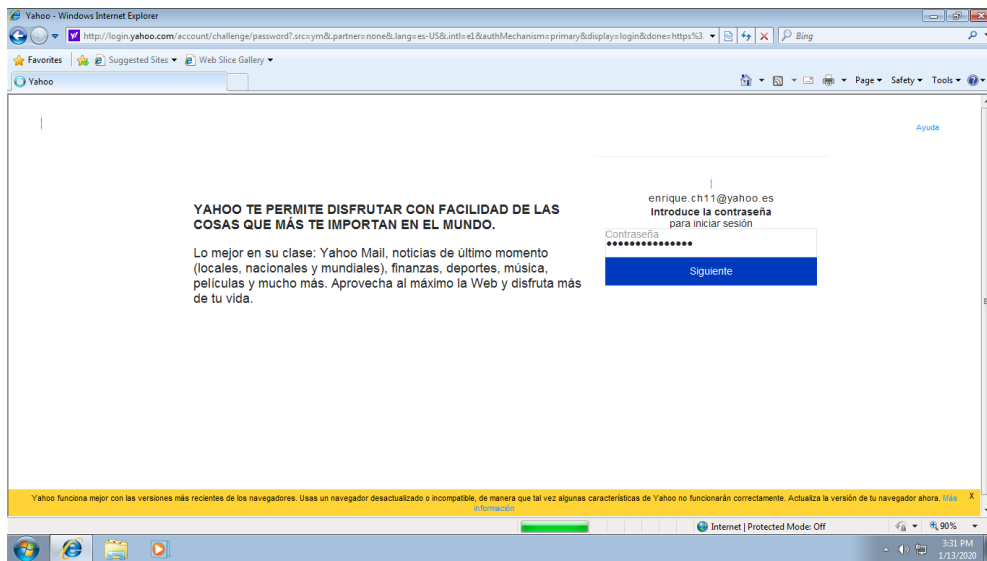 Yahoo - Windows Internet Explorer
http://login.yahoo.com/account/challenge/password?.src=ym&.partner=none&.lang=es-US&.intl=e1&authMechanism=primary&display=login&done=https%3.
Bing
Favorites Suggested Sites Web Slice Gallery
Yahoo Page Safety Tools
Ayuda
enrique.ch11@yahoo.es
Introduce la contraseña
para iniciar sesión
Contraseña
•••••••••••••••
Siguiente
YAHOO TE PERMITE DISFRUTAR CON FACILIDAD DE LAS
COSAS QUE MÁS TE IMPORTAN EN EL MUNDO.
Lo mejor en su clase: Yahoo Mail, noticias de último momento
(locales, nacionales y mundiales), finanzas, deportes, música,
películas y mucho más. Aprovecha al máximo la Web y disfruta más
de tu vida.
Yahoo funciona mejor con las versiones más recientes de los navegadores. Usas un navegador desactualizado o incompatible, de manera que tal vez algunas características de Yahoo no funcionarán correctamente. Actualiza la versión de tu navegador ahora. Más X
información
Internet | Protected Mode: Off 90%
3:31 PM
1/13/2020